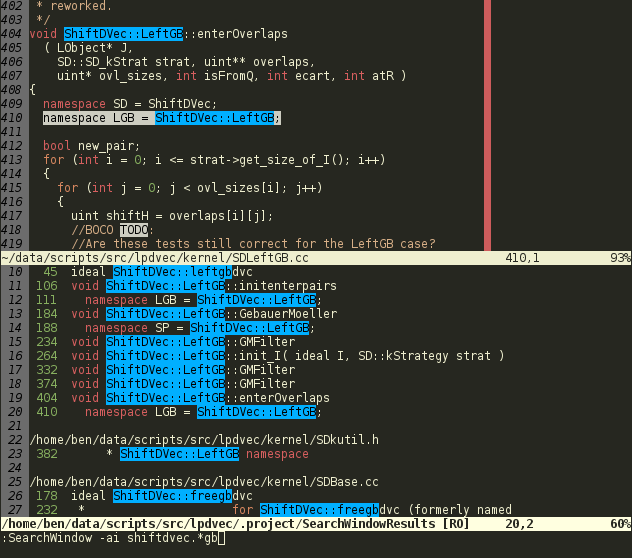 402  * reworked.
403  */
404 void ShiftDVec::LeftGB::enterOverlaps
405   ( LObject* J,
406     SD::SD_kStrat strat, uint** overlaps,
407     uint* ovl_sizes, int isFromQ, int ecart, int atR )
408 {
409   namespace SD = ShiftDVec;
410   namespace LGB = ShiftDVec::LeftGB;
411
412   bool new_pair;
413   for (int i = 0; i <= strat->get_size_of_I(); i++)
414   {
415     for (int j = 0; j < ovl_sizes[i]; j++)
416     {
417       uint shiftH = overlaps[i][j];
418       //BOCO TODO:
419       //Are these tests still correct for the LeftGB case?
~/data/scripts/src/lpdvec/kernel/SDLeftGB.cc 410,1 93%
10   45  ideal ShiftDVec::leftgbdvc
11  106  void ShiftDVec::LeftGB::initenterpairs
12  111    namespace LGB = ShiftDVec::LeftGB;
13  184  void ShiftDVec::LeftGB::GebauerMoeller
14  188    namespace SP = ShiftDVec::LeftGB;
15  234  void ShiftDVec::LeftGB::GMFilter
16  264  void ShiftDVec::LeftGB::init_I( ideal I, SD::kStrategy strat )
17  332  void ShiftDVec::LeftGB::GMFilter
18  374  void ShiftDVec::LeftGB::GMFilter
19  404  void ShiftDVec::LeftGB::enterOverlaps
20  410    namespace LGB = ShiftDVec::LeftGB;
21
22 /home/ben/data/scripts/src/lpdvec/kernel/SDkutil.h
23  382       * ShiftDVec::LeftGB namespace
24
25 /home/ben/data/scripts/src/lpdvec/kernel/SDBase.cc
26  178  ideal ShiftDVec::freegbdvc
27  232   *                     for ShiftDVec::freegbdvc (formerly named
/home/ben/data/scripts/src/lpdvec/.project/SearchWindowResults [RO] 20,2 60%
:SearchWindow -ai shiftdvec.*gb